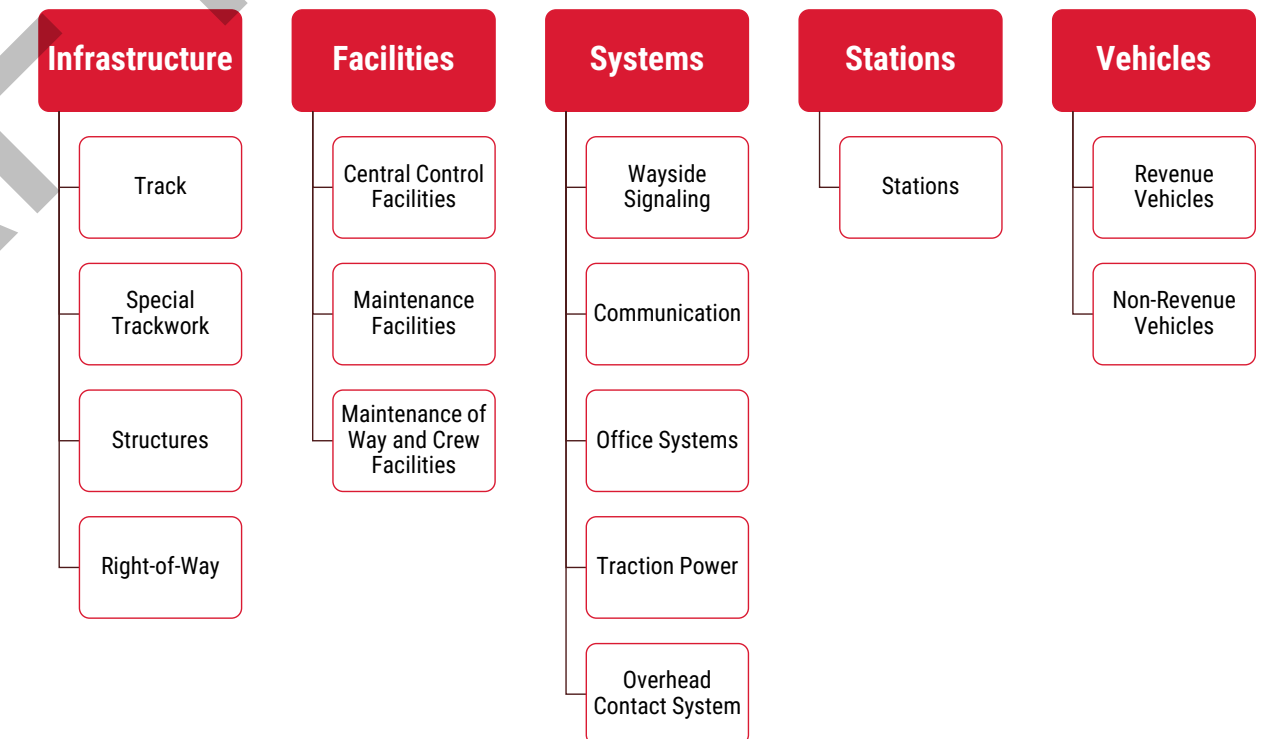 Infrastructure
Track
Special
Trackwork
Structures
Right-of-Way
Facilities
Central Control
Facilities
Maintenance
Facilities
Maintenance of
Way and Crew
Facilities
Systems
Wayside
Signaling
Communication
Office Systems
Traction Power
Overhead
Contact System
Stations
Stations
Vehicles
Revenue
Vehicles
Non-Revenue
Vehicles